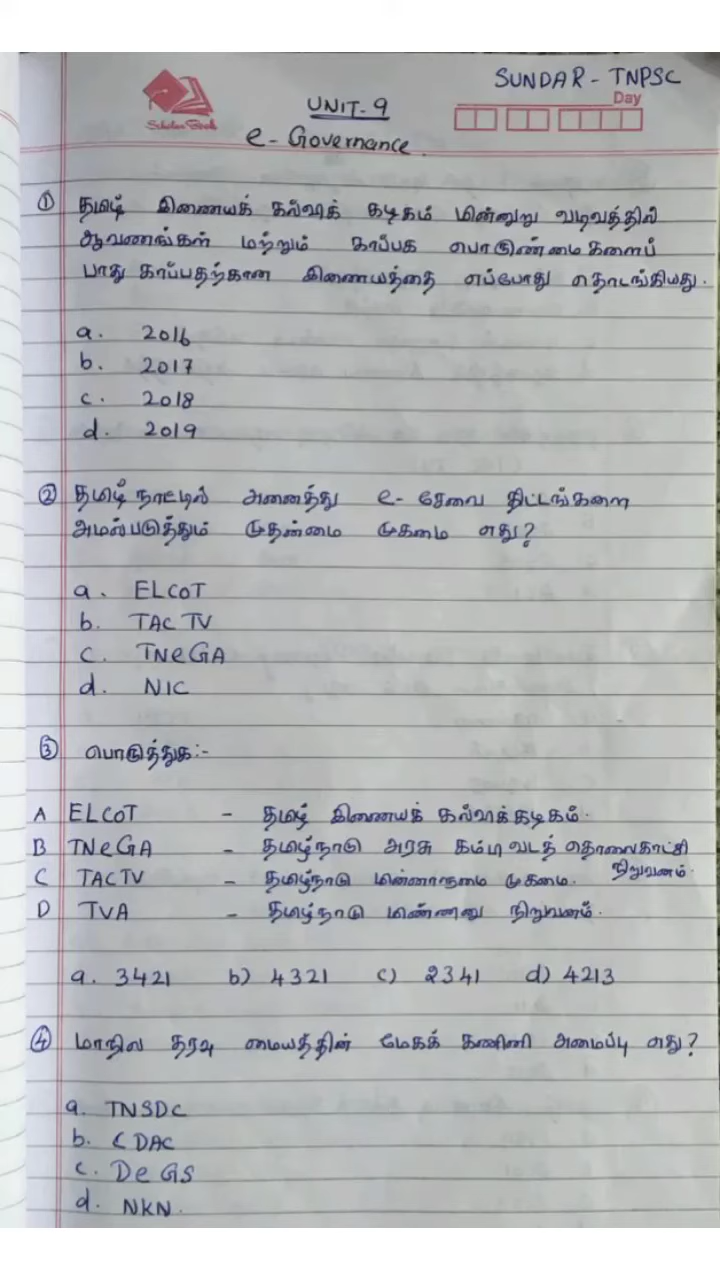 SUNDAR - TNPSC
Scholar Book
Day
UNIT-9
e - Governance.
① தமிழ் இணையக் கல்விக் கழகம் மின்னுரு வடிவத்தில்
ஆவணங்கள் மற்றும் காப்பக பொருண்மைகளைப்
பாதுகாப்பதற்கான இணையத்தை எப்போது தொடங்கியது.
a. 2016
b. 2017
c. 2018
d. 2019
② தமிழ் நாட்டில் அனைத்து e- சேவை திட்டங்களை
அமல்படுத்தும் முதன்மை முகமை எது?
a. ELCOT
b. TACTV
c. TNeGA
d. NIC
③ பொருத்துக:-
A ELCOT - தமிழ் இணையக் கல்விக்கழகம்.
B TNeGA - தமிழ்நாடு அரசு கம்பி வடத் தொலைகாட்சி நிறுவனம்.
C TACTV - தமிழ்நாடு மின்னாளுமை முகமை.
D TVA - தமிழ்நாடு மின்னணு நிறுவனம்.
a. 3421 b) 4321 c) 2341 d) 4213
④ மாநில தரவு மையத்தின் மேகக் கணினி அமைப்பு எது?
a. TNSDC
b. CDAC
c. DeGS
d. NKN.